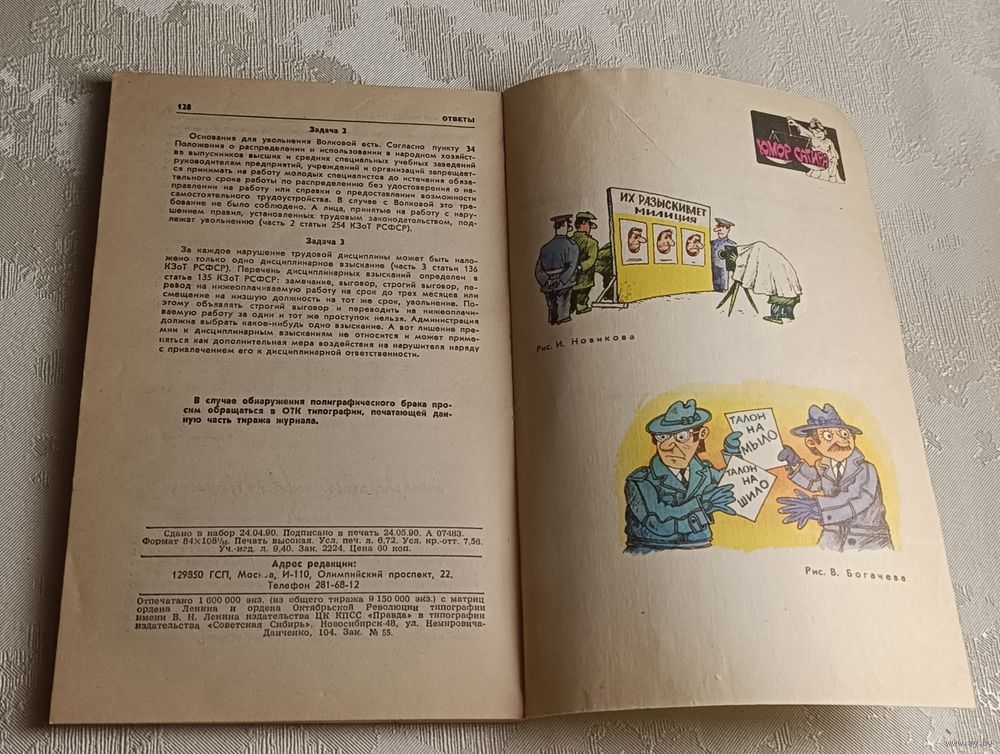 128
ОТВЕТЫ
Задача 2
Основания для увольнения Волковой есть. Согласно пункту 34
Положения о распределении и использовании в народном хозяйст-
ве выпускников высших и средних специальных учебных заведений
руководителям предприятий, учреждений и организаций запрещает-
ся принимать на работу молодых специалистов до истечения обяза-
тельного срока работы по распределению без удостоверения о на-
правлении на работу или справки о предоставлении возможности
самостоятельного трудоустройства. В случае с Волковой это тре-
бование не было соблюдено. А лица, принятые на работу с нару-
шением правил, установленных трудовым законодательством, под-
лежат увольнению (часть 2 статьи 254 КЗоТ РСФСР).
Задача 3
За каждое нарушение трудовой дисциплины может быть нало-
жено только одно дисциплинарное взыскание (часть 3 статьи 136
КЗоТ РСФСР). Перечень дисциплинарных взысканий определен в
статье 135 КЗоТ РСФСР: замечание, выговор, строгий выговор, пе-
ревод на нижеоплачиваемую работу на срок до трех месяцев или
смещение на низшую должность на тот же срок, увольнение. По-
этому объявлять строгий выговор и переводить на нижеоплачи-
ваемую работу за один и тот же проступок нельзя. Администрация
должна выбрать какое-нибудь одно взыскание. А вот лишение пре-
мии к дисциплинарным взысканиям не относится и может приме-
няться как дополнительная мера воздействия на нарушителя наряду
с привлечением его к дисциплинарной ответственности.
В случае обнаружения полиграфического брака про-
сим обращаться в ОТК типографии, печатающей дан-
ную часть тиража журнала.
Сдано в набор 24.04.90. Подписано в печать 24.05.90. А 07483.
Формат 84×108¹/₃₂. Печать высокая. Усл. печ. л. 6,72. Усл. кр.-отт. 7,56.
Уч.-изд. л. 9,40. Зак. 2224. Цена 60 коп.
Адрес редакции:
129850 ГСП, Москва, И-110, Олимпийский проспект, 22.
Телефон 281-68-12
Отпечатано 1 600 000 экз. (из общего тиража 9 150 000 экз.) с матриц
ордена Ленина и ордена Октябрьской Революции типографии
имени В. И. Ленина издательства ЦК КПСС «Правда» в типографии
издательства «Советская Сибирь». Новосибирск-48, ул. Немировича-
Данченко, 104. Зак. № 55.
ЮМОР САТИРА
ИХ РАЗЫСКИВАЕТ
МИЛИЦИЯ
Рис. И. Новикова
ТАЛОН
НА
МЫЛО
ТАЛОН
НА
ШИЛО
Рис. В. Богачева